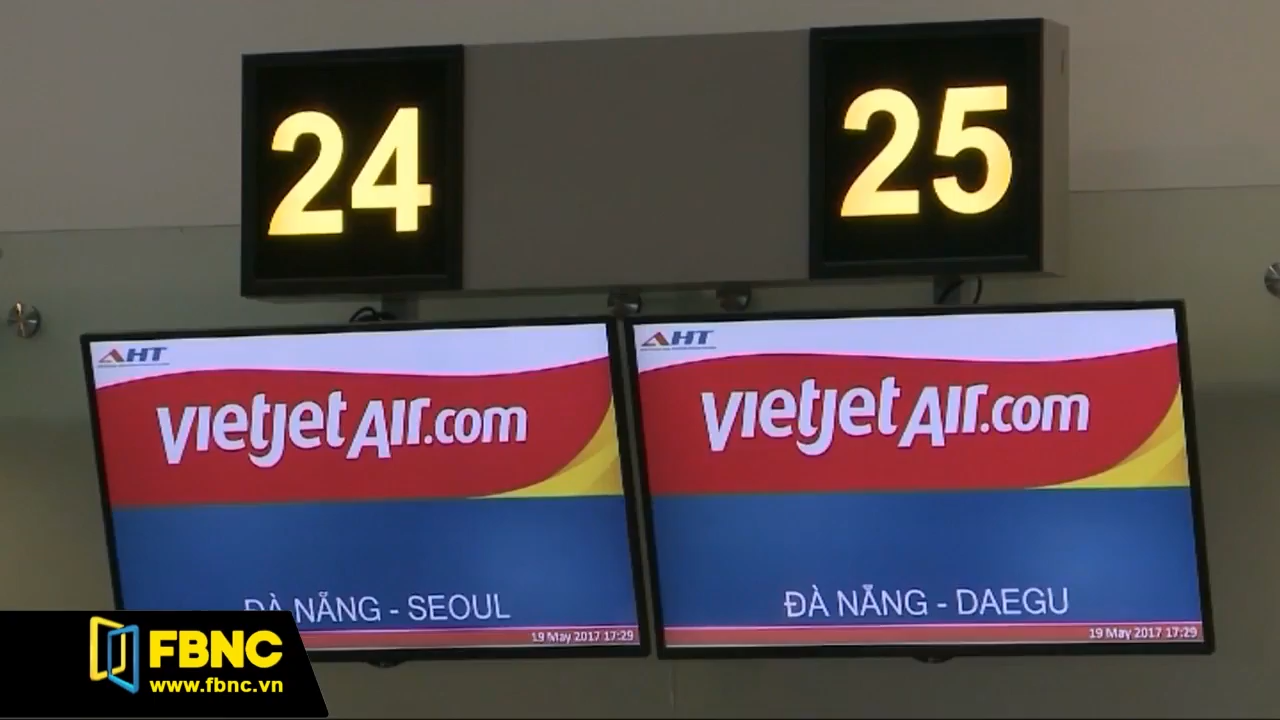 24
25
AHT
vietjetAir.com
ĐÀ NẴNG - SEOUL
19 May 2017 17:29
AHT
vietjetAir.com
ĐÀ NẴNG - DAEGU
19 May 2017 17:29
FBNC
www.fbnc.vn